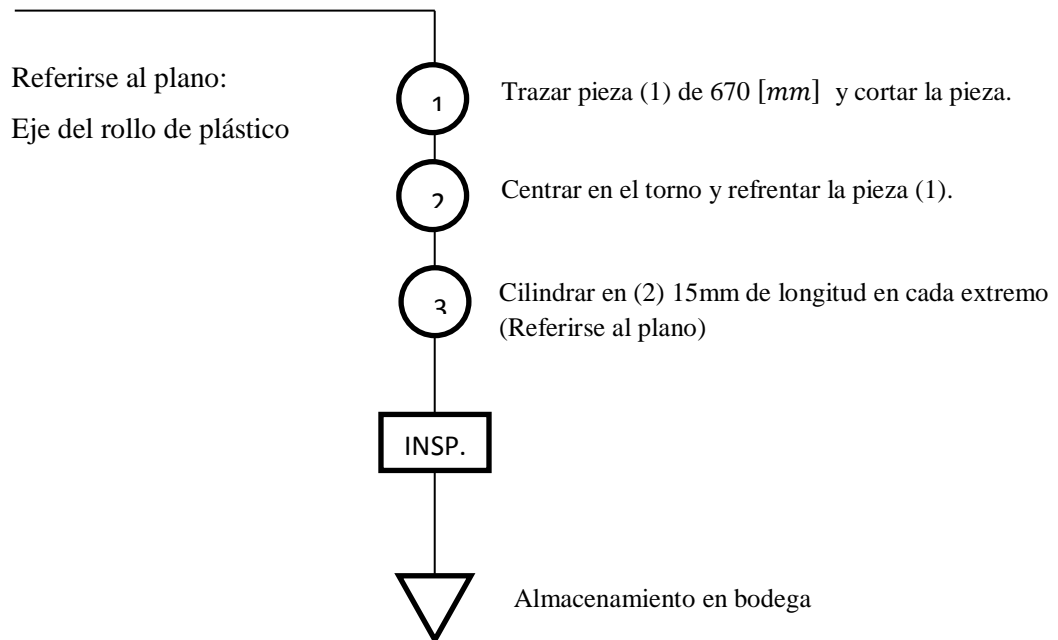 Referirse al plano:
Eje del rollo de plástico
1
Trazar pieza (1) de 670 [mm] y cortar la pieza.
2
Centrar en el torno y refrentar la pieza (1).
3
Cilindrar en (2) 15mm de longitud en cada extremo
(Referirse al plano)
INSP.
Almacenamiento en bodega